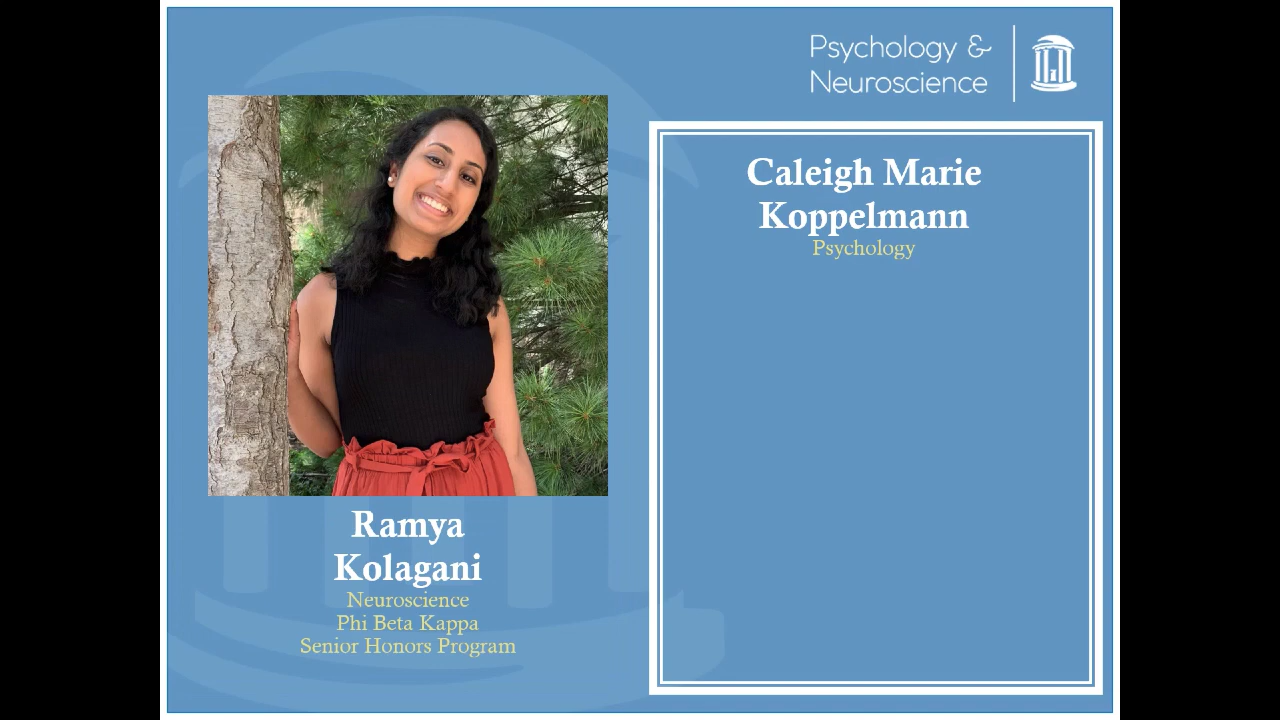 Psychology &
Neuroscience
Ramya
Kolagani
Neuroscience
Phi Beta Kappa
Senior Honors Program
Caleigh Marie
Koppelmann
Psychology